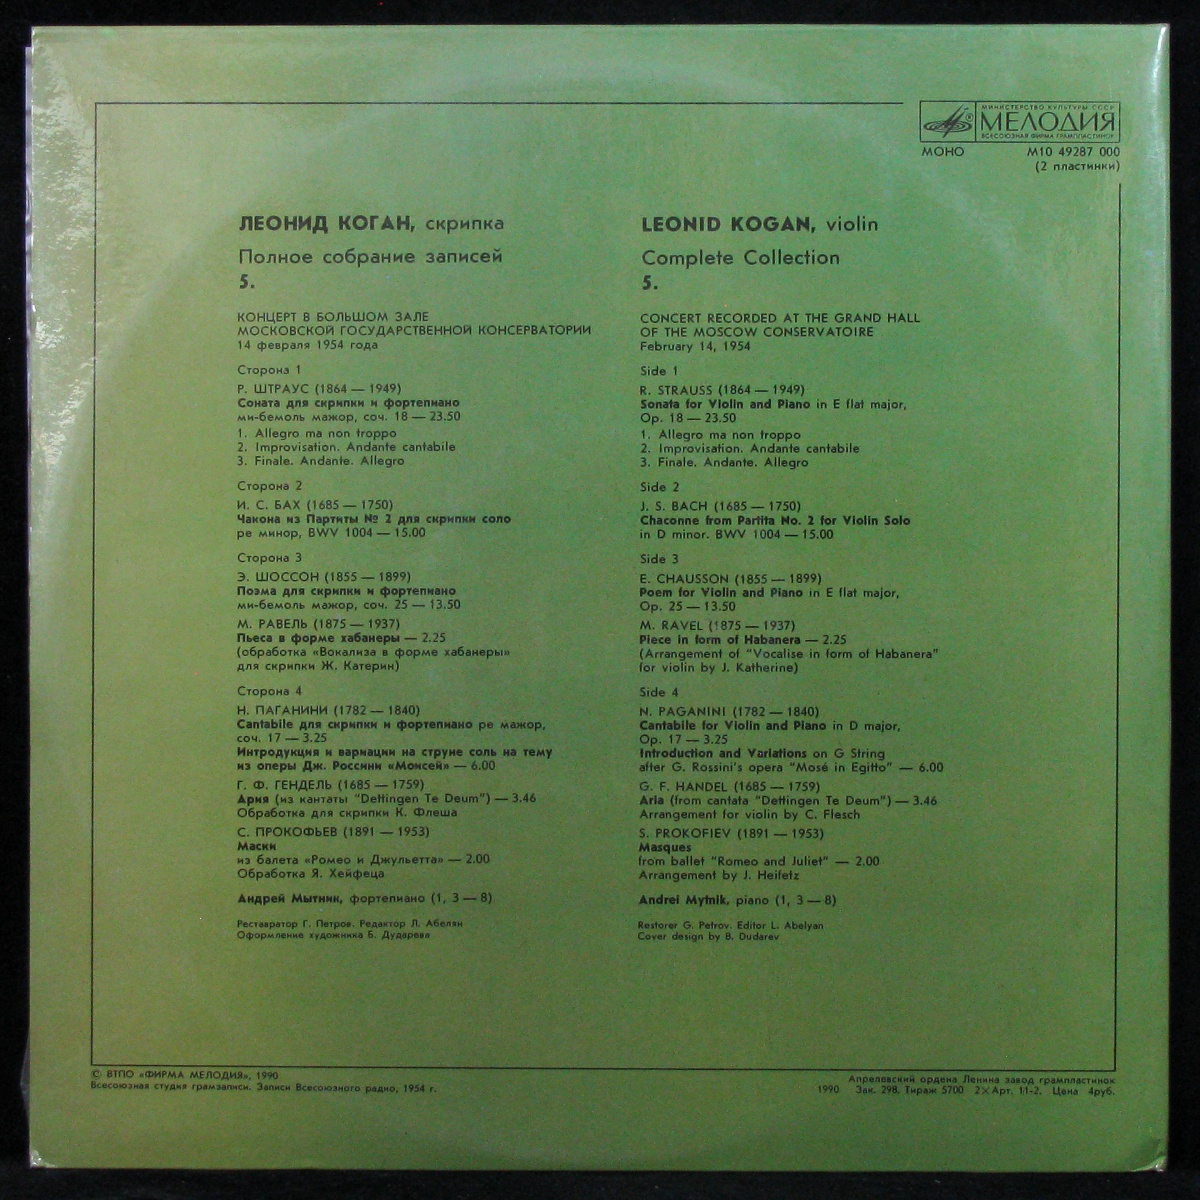 МИНИСТЕРСТВО КУЛЬТУРЫ СССР
МЕЛОДИЯ
ВСЕСОЮЗНАЯ ФИРМА ГРАМПЛАСТИНОК
МОНО М10 49287 000
(2 пластинки)
ЛЕОНИД КОГАН, скрипка
Полное собрание записей
5.
КОНЦЕРТ В БОЛЬШОМ ЗАЛЕ
МОСКОВСКОЙ ГОСУДАРСТВЕННОЙ КОНСЕРВАТОРИИ
14 февраля 1954 года
Сторона 1
Р. ШТРАУС (1864 — 1949)
Соната для скрипки и фортепиано
ми-бемоль мажор, соч. 18 — 23.50
1. Allegro ma non troppo
2. Improvisation. Andante cantabile
3. Finale. Andante. Allegro
Сторона 2
И. С. БАХ (1685 — 1750)
Чакона из Партиты № 2 для скрипки соло
ре минор, BWV 1004 — 15.00
Сторона 3
Э. ШОССОН (1855 — 1899)
Поэма для скрипки и фортепиано
ми-бемоль мажор, соч. 25 — 13.50
М. РАВЕЛЬ (1875 — 1937)
Пьеса в форме хабанеры — 2.25
(обработка «Вокализа в форме хабанеры»
для скрипки Ж. Катерин)
Сторона 4
Н. ПАГАНИНИ (1782 — 1840)
Cantabile для скрипки и фортепиано ре мажор,
соч. 17 — 3.25
Интродукция и вариации на струне соль на тему
из оперы Дж. Россини «Моисей» — 6.00
Г. Ф. ГЕНДЕЛЬ (1685 — 1759)
Ария (из кантаты "Dettingen Te Deum") — 3.46
Обработка для скрипки К. Флеша
С. ПРОКОФЬЕВ (1891 — 1953)
Маски
из балета «Ромео и Джульетта» — 2.00
Обработка Я. Хейфеца
Андрей Мытник, фортепиано (1, 3 — 8)
Реставратор Г. Петров. Редактор Л. Абелян
Оформление художника Б. Дударева
LEONID KOGAN, violin
Complete Collection
5.
CONCERT RECORDED AT THE GRAND HALL
OF THE MOSCOW CONSERVATOIRE
February 14, 1954
Side 1
R. STRAUSS (1864 — 1949)
Sonata for Violin and Piano in E flat major,
Op. 18 — 23.50
1. Allegro ma non troppo
2. Improvisation. Andante cantabile
3. Finale. Andante. Allegro
Side 2
J. S. BACH (1685 — 1750)
Chaconne from Partita No. 2 for Violin Solo
in D minor. BWV 1004 — 15.00
Side 3
E. CHAUSSON (1855 — 1899)
Poem for Violin and Piano in E flat major,
Op. 25 — 13.50
M. RAVEL (1875 — 1937)
Piece in form of Habanera — 2.25
(Arrangement of "Vocalise in form of Habanera"
for violin by J. Katherine)
Side 4
N. PAGANINI (1782 — 1840)
Cantabile for Violin and Piano in D major,
Op. 17 — 3.25
Introduction and Variations on G String
after G. Rossini's opera "Mosé in Egitto" — 6.00
G. F. HANDEL (1685 — 1759)
Aria (from cantata "Dettingen Te Deum") — 3.46
Arrangement for violin by C. Flesch
S. PROKOFIEV (1891 — 1953)
Masques
from ballet "Romeo and Juliet" — 2.00
Arrangement by J. Heifetz
Andrei Mytnik, piano (1, 3 — 8)
Restorer G. Petrov. Editor L. Abelyan
Cover design by B. Dudarev
© ВТПО «ФИРМА МЕЛОДИЯ», 1990
Всесоюзная студия грамзаписи. Записи Всесоюзного радио, 1954 г.
Апрелевский ордена Ленина завод грампластинок
1990 Зак. 298. Тираж 5700 2×Арт. 11-2. Цена 4руб.